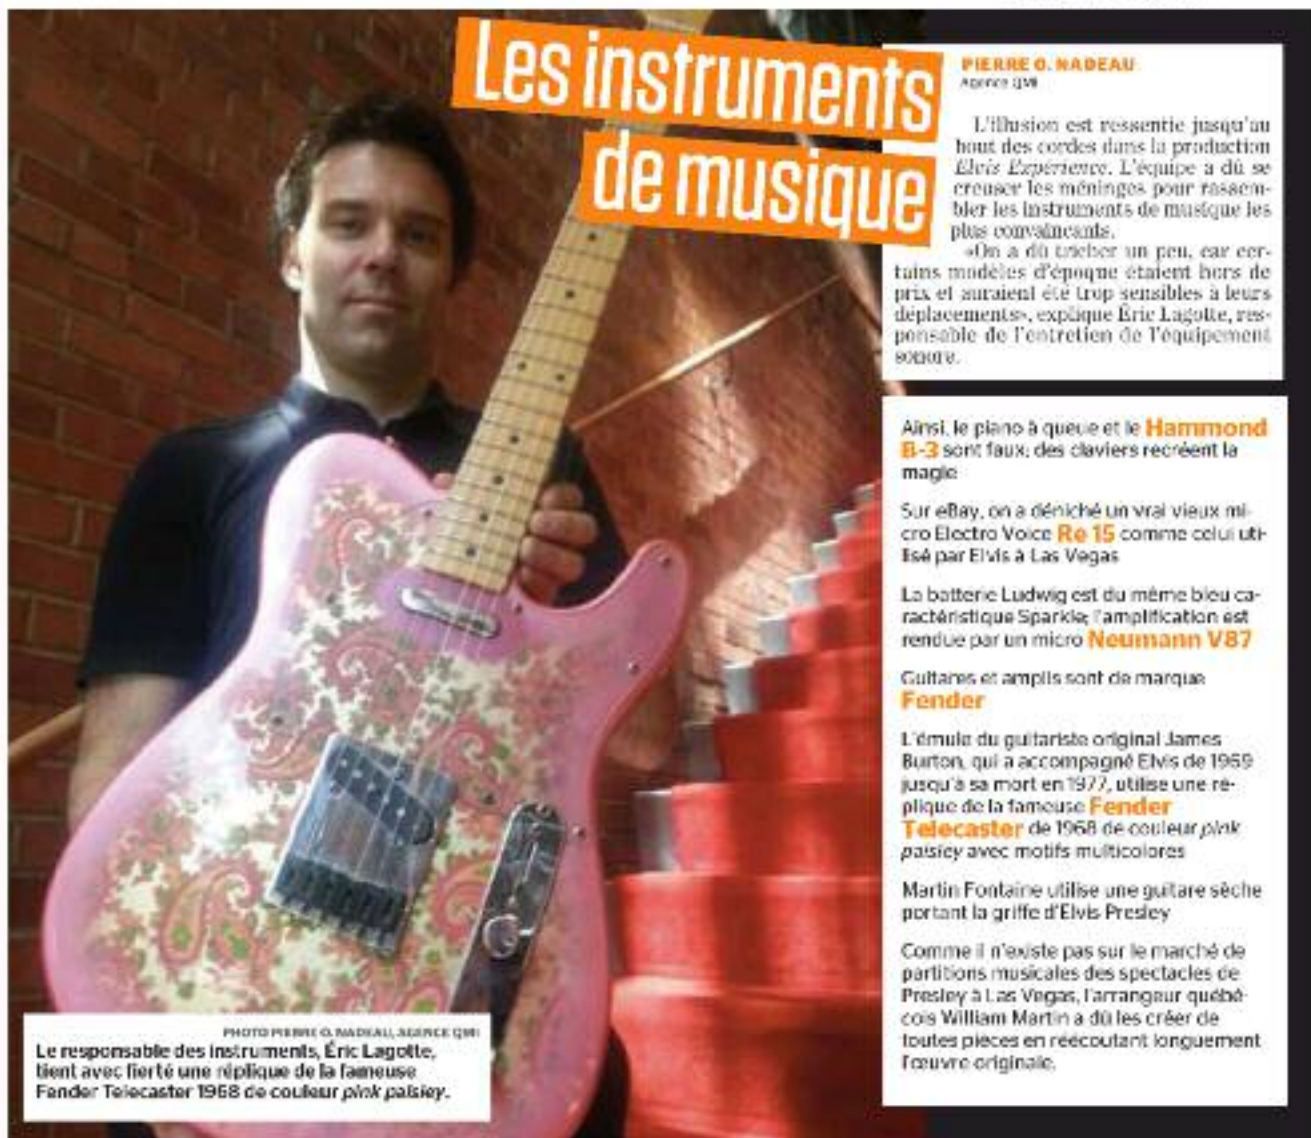 Les instruments
de musique
PIERRE O. NADEAU
Agence QMI
L'illusion est ressentie jusqu'au
bout des cordes dans la production
Elvis Experience. L'équipe a dû se
creuser les méninges pour rassem-
bler les instruments de musique les
plus convaincants.
«On a dû tricher un peu, car cer-
tains modèles d'époque étaient hors de
prix et auraient été trop sensibles à leurs
déplacements», explique Éric Lagotte, res-
ponsable de l'entretien de l'équipement
sonore.
Ainsi, le piano à queue et le Hammond
B-3 sont faux; des claviers recréent la
magie
Sur eBay, on a déniché un vrai vieux mi-
cro Electro Voice Re 15 comme celui uti-
lisé par Elvis à Las Vegas
La batterie Ludwig est du même bleu ca-
ractéristique Sparkle; l'amplification est
rendue par un micro Neumann V87
Guitares et amplis sont de marque
Fender
L'émule du guitariste original James
Burton, qui a accompagné Elvis de 1969
jusqu'à sa mort en 1977, utilise une ré-
plique de la fameuse Fender
Telecaster de 1968 de couleur pink
paisley avec motifs multicolores
Martin Fontaine utilise une guitare sèche
portant la griffe d'Elvis Presley
Comme il n'existe pas sur le marché de
partitions musicales des spectacles de
Presley à Las Vegas, l'arrangeur québé-
cois William Martin a dû les créer de
toutes pièces en réécoutant longuement
l'œuvre originale.
PHOTO PIERRE O. NADEAU, AGENCE QMI
Le responsable des instruments, Éric Lagotte,
tient avec fierté une réplique de la fameuse
Fender Telecaster 1968 de couleur pink paisley.